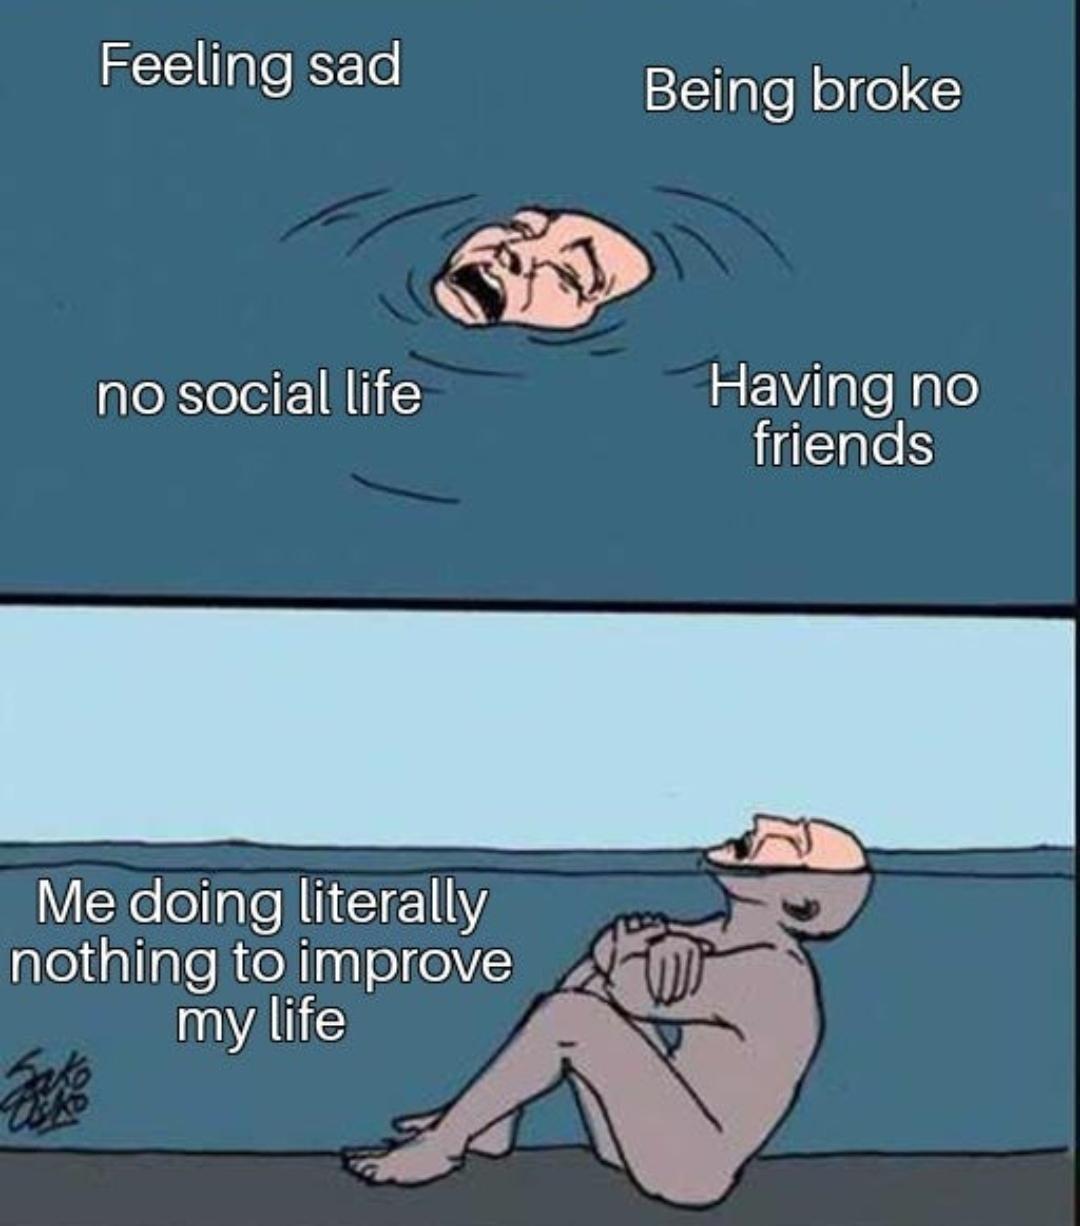 Feeling sad
Being broke
no social life
Having no
friends
Me doing literally
nothing to improve
my life